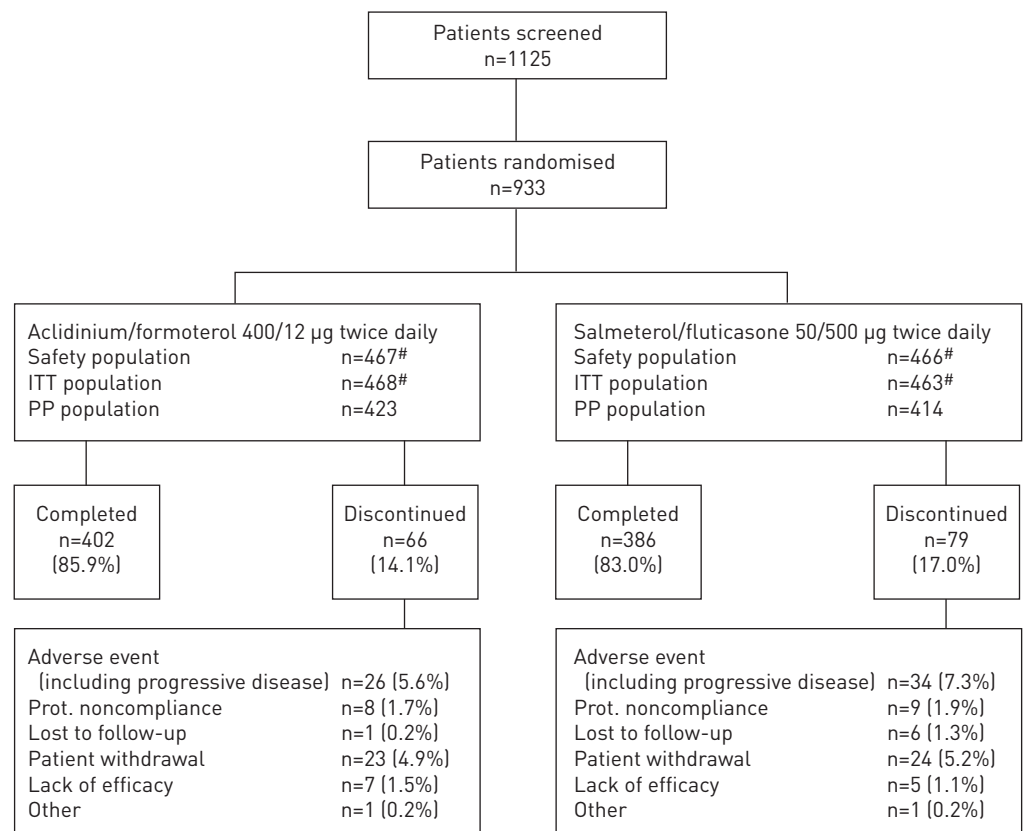 Patients screened
n=1125
Patients randomised
n=933
Aclidinium/formoterol 400/12 µg twice daily
Safety population n=467#
ITT population n=468#
PP population n=423
Salmeterol/fluticasone 50/500 µg twice daily
Safety population n=466#
ITT population n=463#
PP population n=414
Completed
n=402
(85.9%)
Discontinued
n=66
(14.1%)
Completed
n=386
(83.0%)
Discontinued
n=79
(17.0%)
Adverse event
(including progressive disease) n=26 (5.6%)
Prot. noncompliance n=8 (1.7%)
Lost to follow-up n=1 (0.2%)
Patient withdrawal n=23 (4.9%)
Lack of efficacy n=7 (1.5%)
Other n=1 (0.2%)
Adverse event
(including progressive disease) n=34 (7.3%)
Prot. noncompliance n=9 (1.9%)
Lost to follow-up n=6 (1.3%)
Patient withdrawal n=24 (5.2%)
Lack of efficacy n=5 (1.1%)
Other n=1 (0.2%)